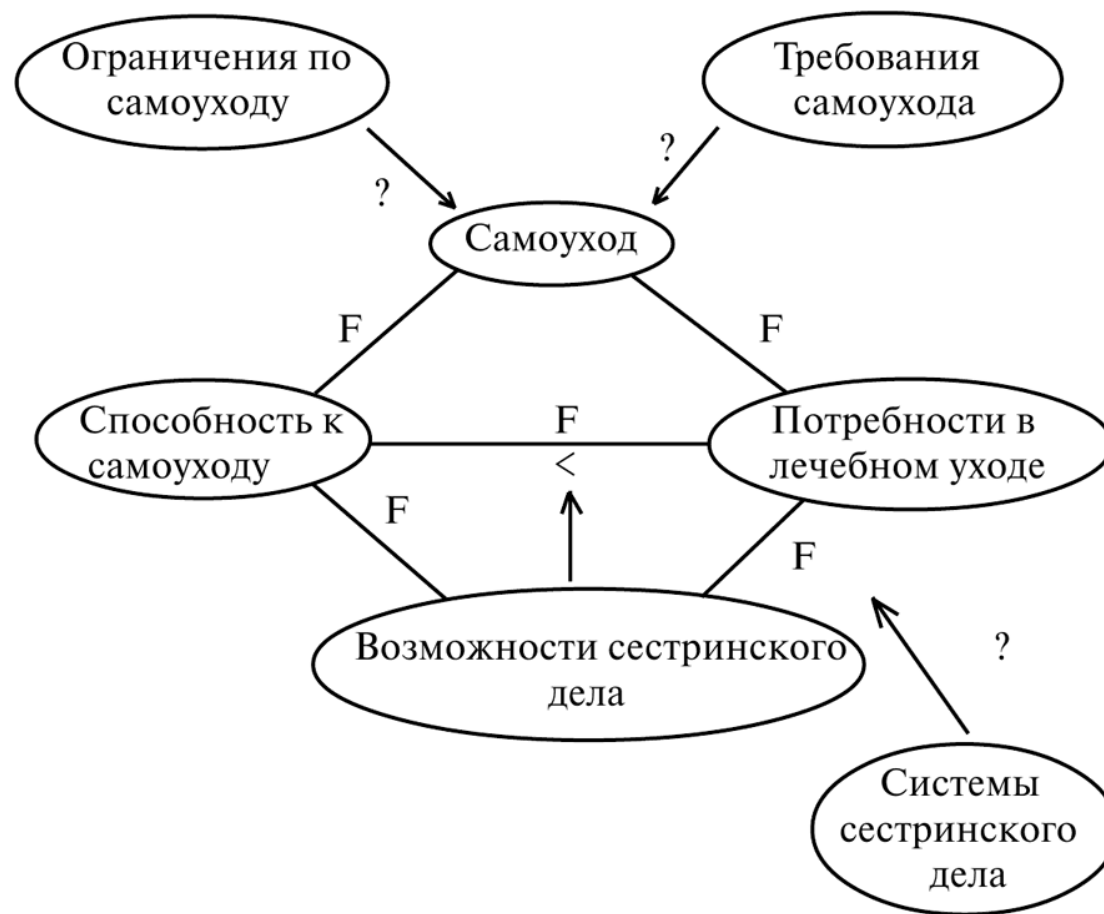 Ограничения по
самоуходу
Требования
самоухода
?
?
Самоуход
F
F
Способность к
самоуходу
F
<
Потребности в
лечебном уходе
F
F
Возможности сестринского
дела
?
Системы
сестринского
дела